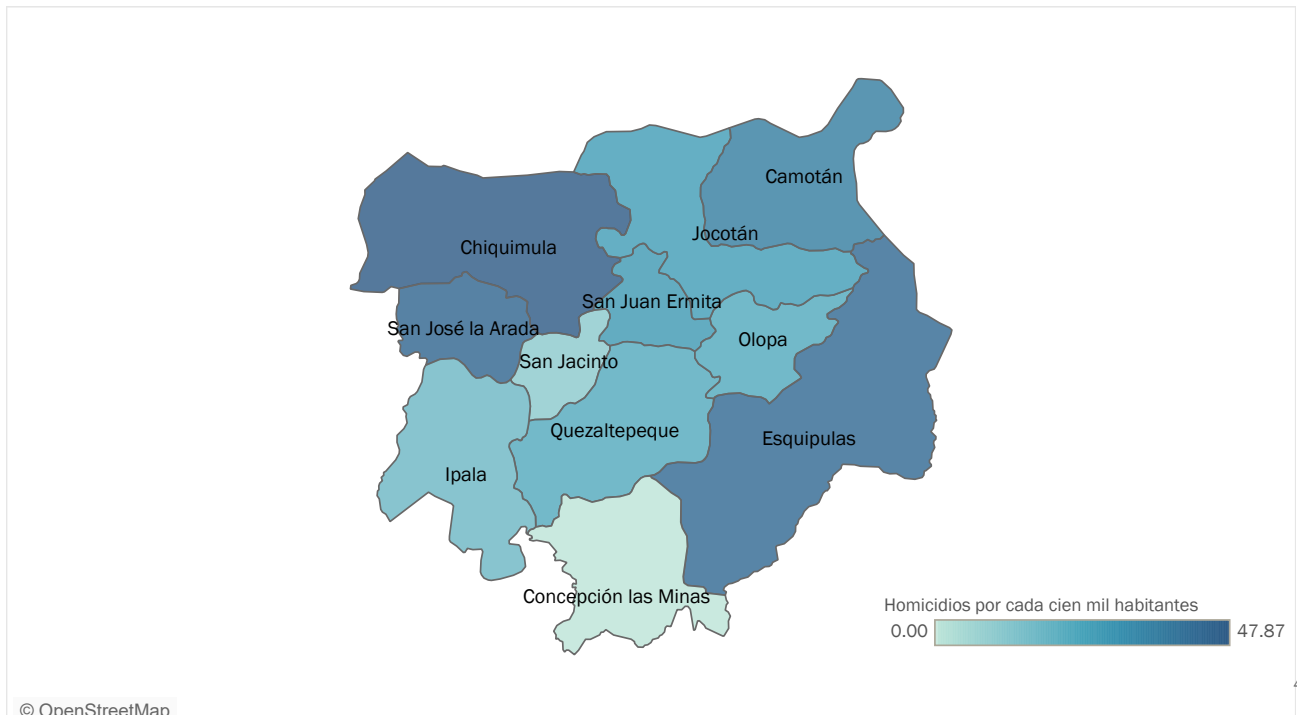 Camotán
Jocotán
Chiquimula
San Juan Ermita
San José la Arada
Olopa
San Jacinto
Quezaltepeque
Esquipulas
Ipala
Concepción las Minas
Homicidios por cada cien mil habitantes
0.00 47.87
© OpenStreetMap